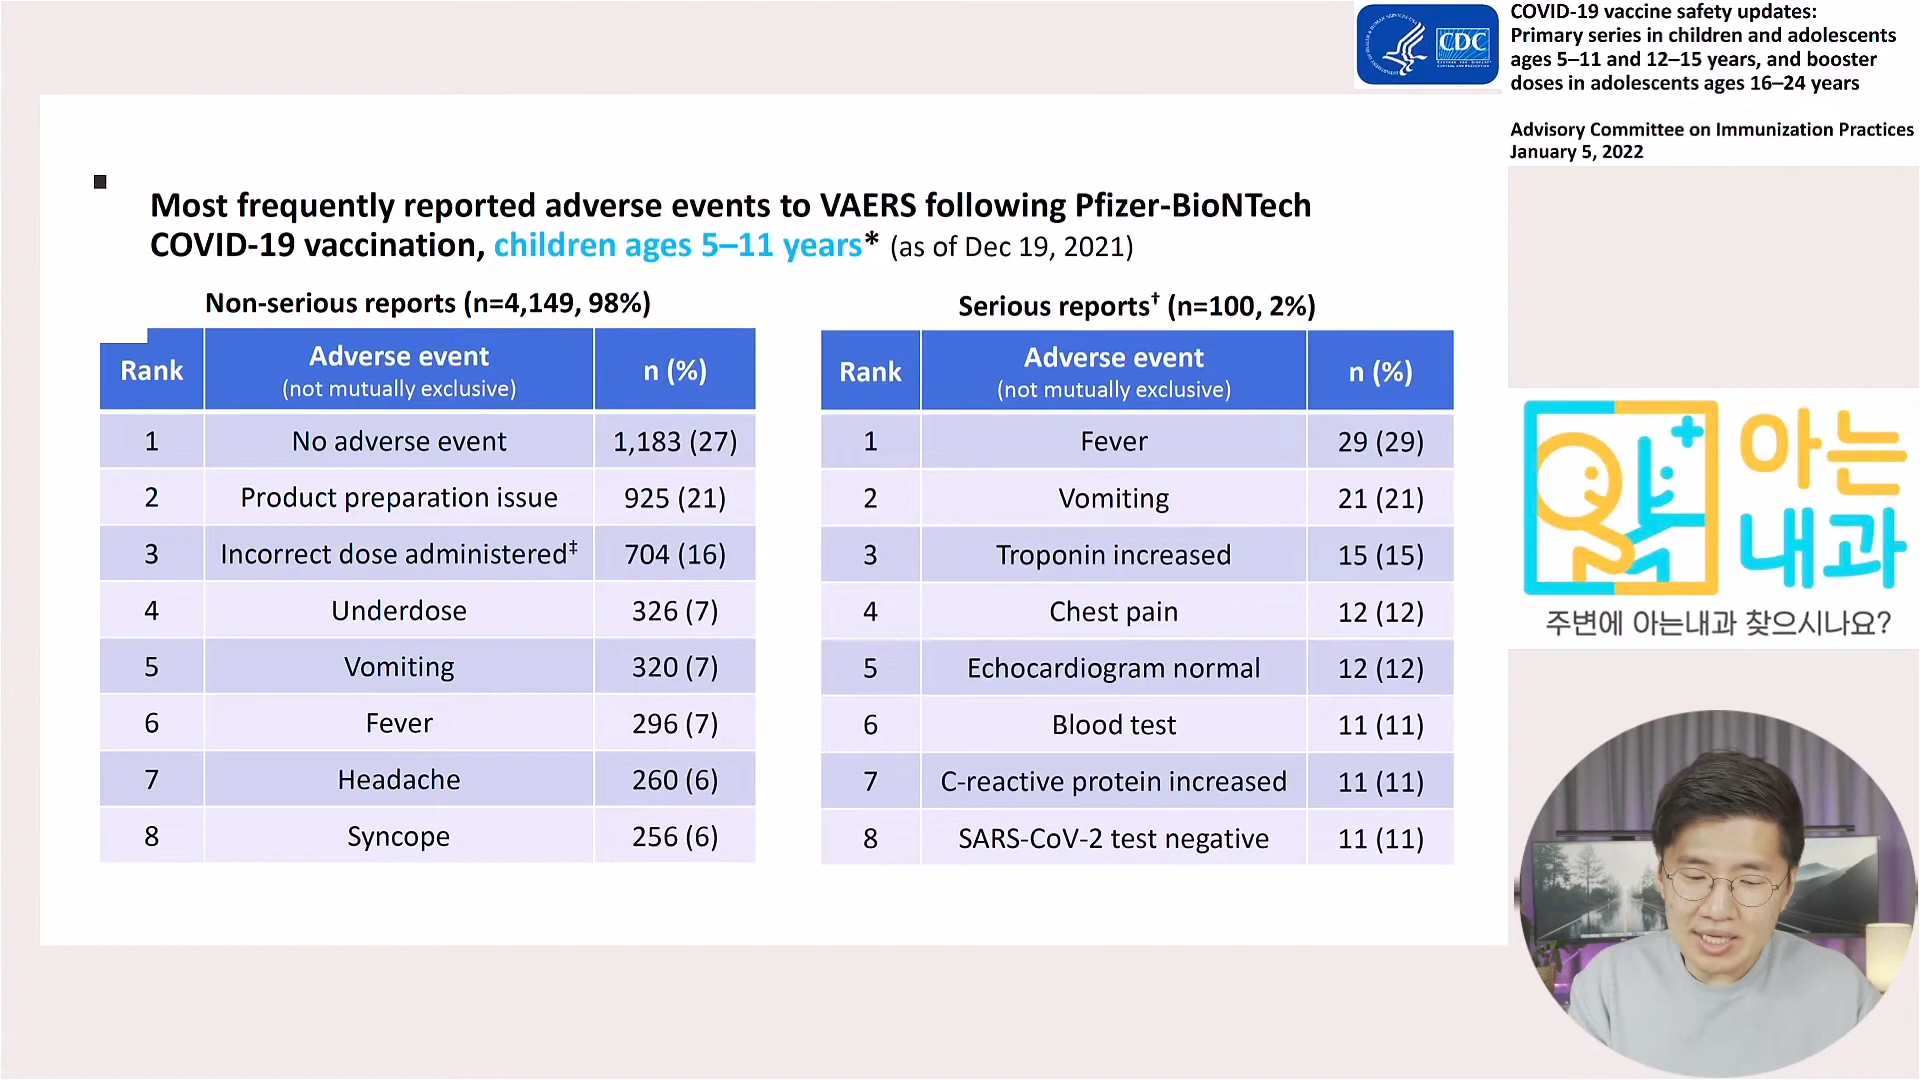 COVID-19 vaccine safety updates:
Primary series in children and adolescents
ages 5–11 and 12–15 years, and booster
doses in adolescents ages 16–24 years
Advisory Committee on Immunization Practices
January 5, 2022
CDC
Most frequently reported adverse events to VAERS following Pfizer-BioNTech
COVID-19 vaccination, children ages 5–11 years* (as of Dec 19, 2021)
Non-serious reports (n=4,149, 98%)
Rank Adverse event (not mutually exclusive) n (%)
1 No adverse event 1,183 (27)
2 Product preparation issue 925 (21)
3 Incorrect dose administered‡ 704 (16)
4 Underdose 326 (7)
5 Vomiting 320 (7)
6 Fever 296 (7)
7 Headache 260 (6)
8 Syncope 256 (6)
Serious reports† (n=100, 2%)
Rank Adverse event (not mutually exclusive) n (%)
1 Fever 29 (29)
2 Vomiting 21 (21)
3 Troponin increased 15 (15)
4 Chest pain 12 (12)
5 Echocardiogram normal 12 (12)
6 Blood test 11 (11)
7 C-reactive protein increased 11 (11)
8 SARS-CoV-2 test negative 11 (11)
아는
내과
주변에 아는내과 찾으시나요?